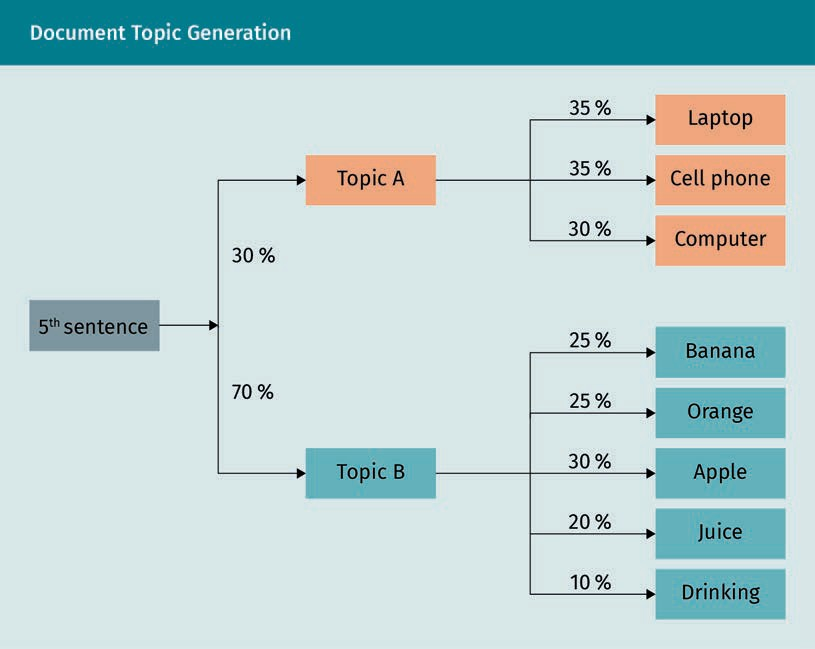 Document Topic Generation
5th sentence
30 %
70 %
Topic A
35 %
Laptop
35 %
Cell phone
30 %
Computer
Topic B
25 %
Banana
25 %
Orange
30 %
Apple
20 %
Juice
10 %
Drinking